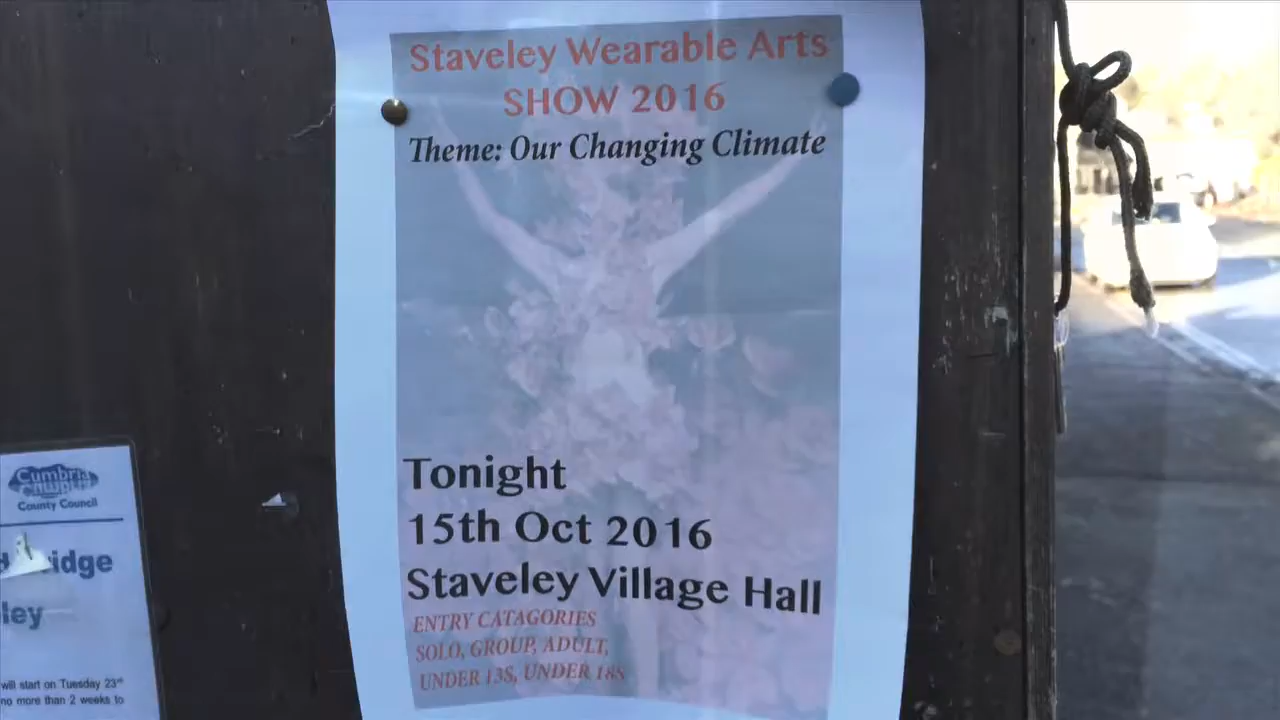 Staveley Wearable Arts
SHOW 2016
Theme: Our Changing Climate
Tonight
15th Oct 2016
Staveley Village Hall
ENTRY CATAGORIES
SOLO, GROUP, ADULT,
UNDER 13S, UNDER 18S
Cumbria
County Council
idge
ley
will start on Tuesday 23rd
no more than 2 weeks to